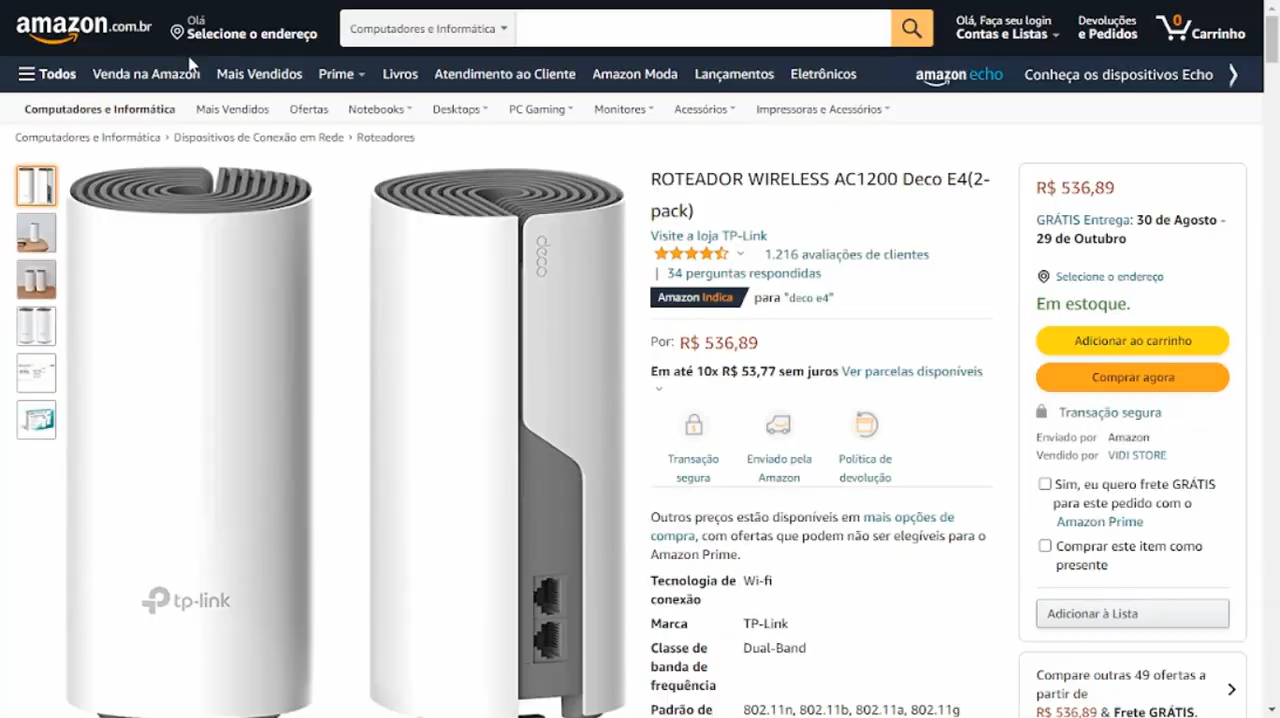 amazon.com.br
Olá
Selecione o endereço
Computadores e Informática
Olá, Faça seu login
Contas e Listas
Devoluções
e Pedidos
0
Carrinho
Todos
Venda na Amazon
Mais Vendidos
Prime
Livros
Atendimento ao Cliente
Amazon Moda
Lançamentos
Eletrônicos
amazon echo
Conheça os dispositivos Echo
Computadores e Informática
Mais Vendidos
Ofertas
Notebooks
Desktops
PC Gaming
Monitores
Acessórios
Impressoras e Acessórios
Computadores e Informática › Dispositivos de Conexão em Rede › Roteadores
deco
tp-link
ROTEADOR WIRELESS AC1200 Deco E4(2-
pack)
Visite a loja TP-Link
1.216 avaliações de clientes
| 34 perguntas respondidas
Amazon Indica para "deco e4"
Por: R$ 536,89
Em até 10x R$ 53,77 sem juros Ver parcelas disponíveis
Transação
segura
Enviado pela
Amazon
Política de
devolução
Outros preços estão disponíveis em mais opções de
compra, com ofertas que podem não ser elegíveis para o
Amazon Prime.
Tecnologia de Wi-fi
conexão
Marca TP-Link
Classe de Dual-Band
banda de
frequência
Padrão de 802.11n, 802.11b, 802.11a, 802.11g
R$ 536,89
GRÁTIS Entrega: 30 de Agosto -
29 de Outubro
Selecione o endereço
Em estoque.
Adicionar ao carrinho
Comprar agora
Transação segura
Enviado por Amazon
Vendido por VIDI STORE
Sim, eu quero frete GRÁTIS
para este pedido com o
Amazon Prime
Comprar este item como
presente
Adicionar à Lista
Compare outras 49 ofertas a
partir de
R$ 536,89 & Frete GRÁTIS.